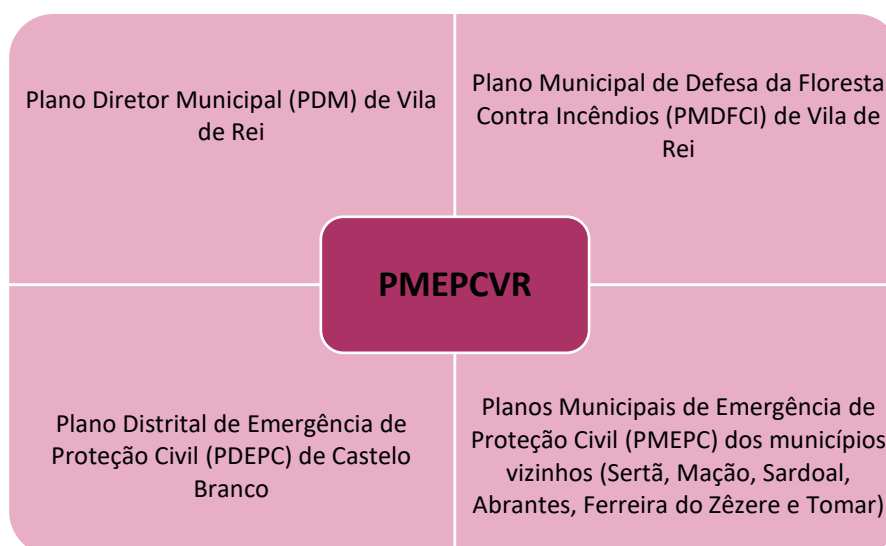 Plano Diretor Municipal (PDM) de Vila
de Rei
Plano Municipal de Defesa da Floresta
Contra Incêndios (PMDFCI) de Vila de
Rei
PMEPCVR
Plano Distrital de Emergência de
Proteção Civil (PDEPC) de Castelo
Branco
Planos Municipais de Emergência de
Proteção Civil (PMEPC) dos municípios
vizinhos (Sertã, Mação, Sardoal,
Abrantes, Ferreira do Zêzere e Tomar)